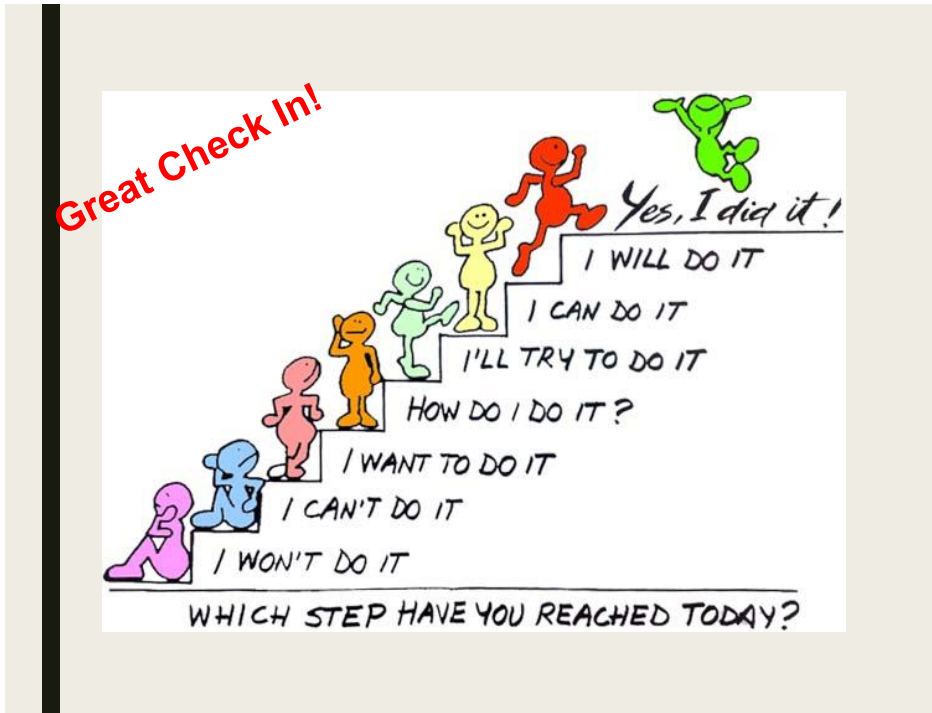 Great Check In!
Yes, I did it!
I WILL DO IT
I CAN DO IT
I'LL TRY TO DO IT
HOW DO I DO IT?
I WANT TO DO IT
I CAN'T DO IT
I WON'T DO IT
WHICH STEP HAVE YOU REACHED TODAY?